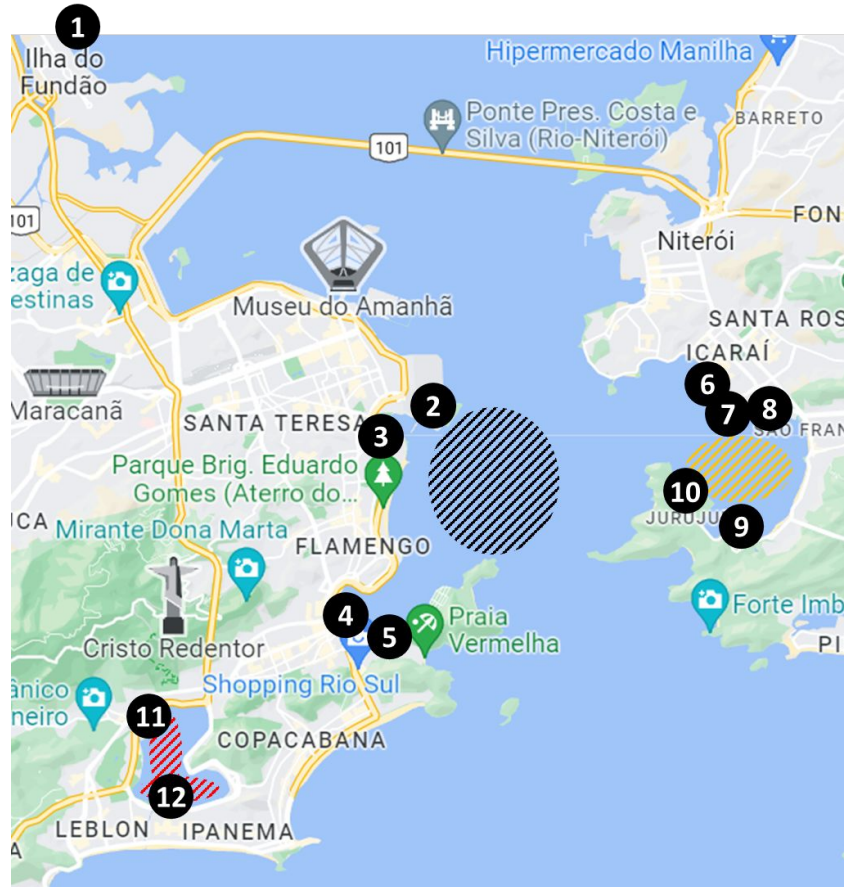 1
Ilha do
Fundão
Hipermercado Manilha
Ponte Pres. Costa e
Silva (Rio-Niterói)
BARRETO
101
101
FON
Niterói
zaga de
estinas
Museu do Amanhã
SANTA ROS
ICARAÍ
Maracanã
6
7
8
2
SANTA TERESA
3
SÃO FRAN
Parque Brig. Eduardo
Gomes (Aterro do...
10
JURUJU
9
ICA
Mirante Dona Marta
FLAMENGO
Forte Imb
4
5
Praia
Vermelha
PI
Cristo Redentor
Shopping Rio Sul
ânico
neiro
11
COPACABANA
12
LEBLON
IPANEMA
A